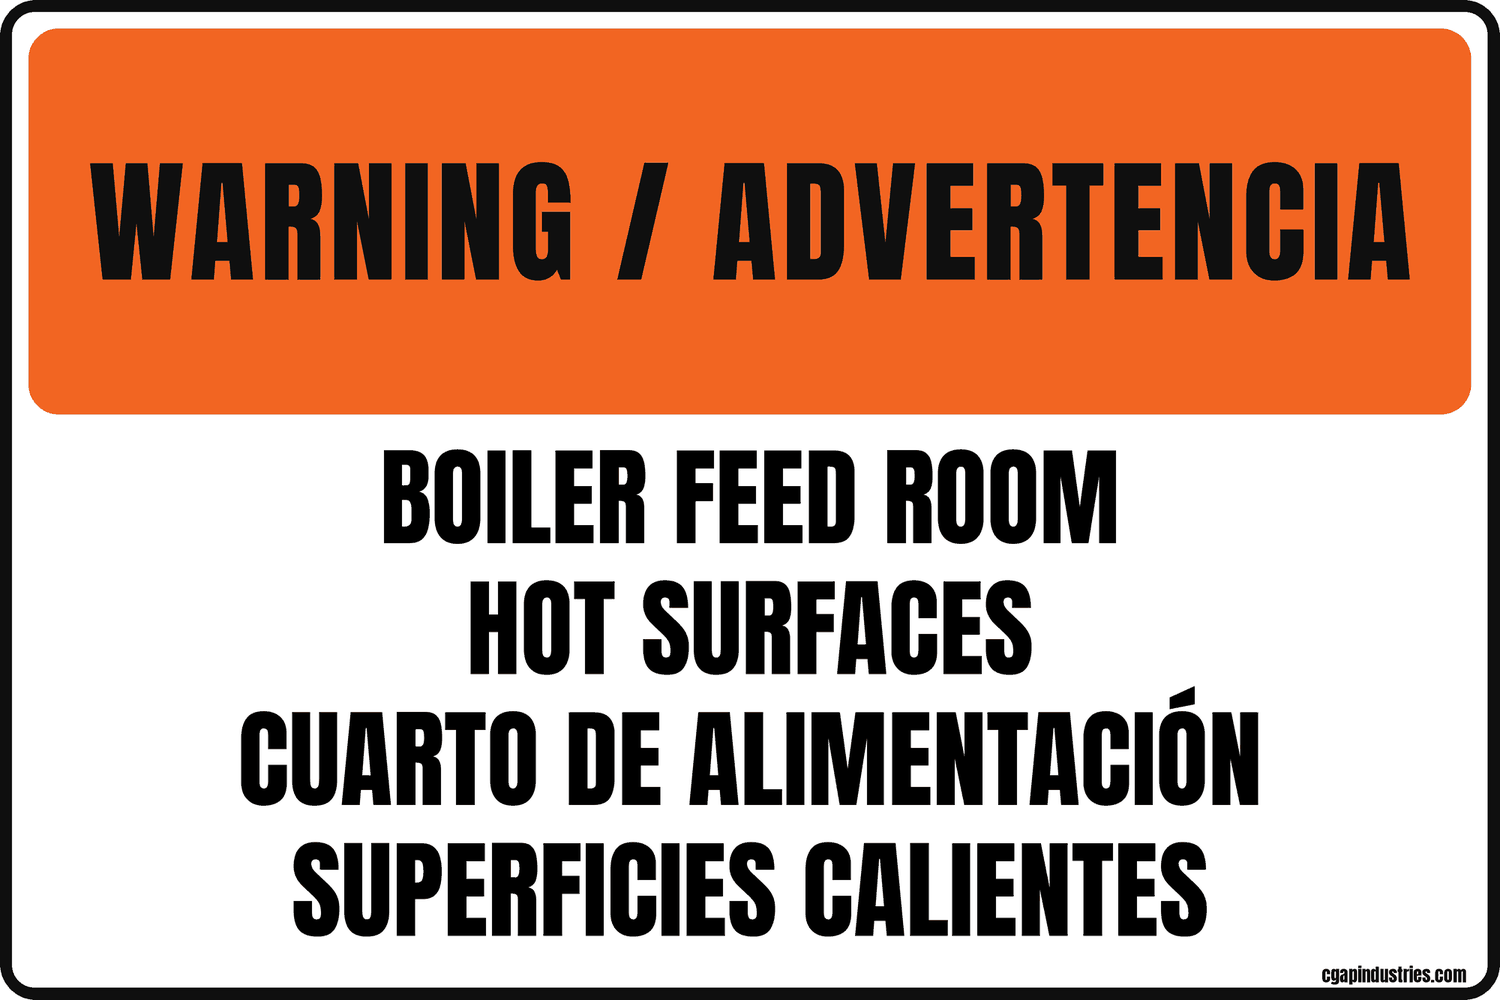 WARNING / ADVERTENCIA
BOILER FEED ROOM
HOT SURFACES
CUARTO DE ALIMENTACIÓN
SUPERFICIES CALIENTES
cgapindustries.com